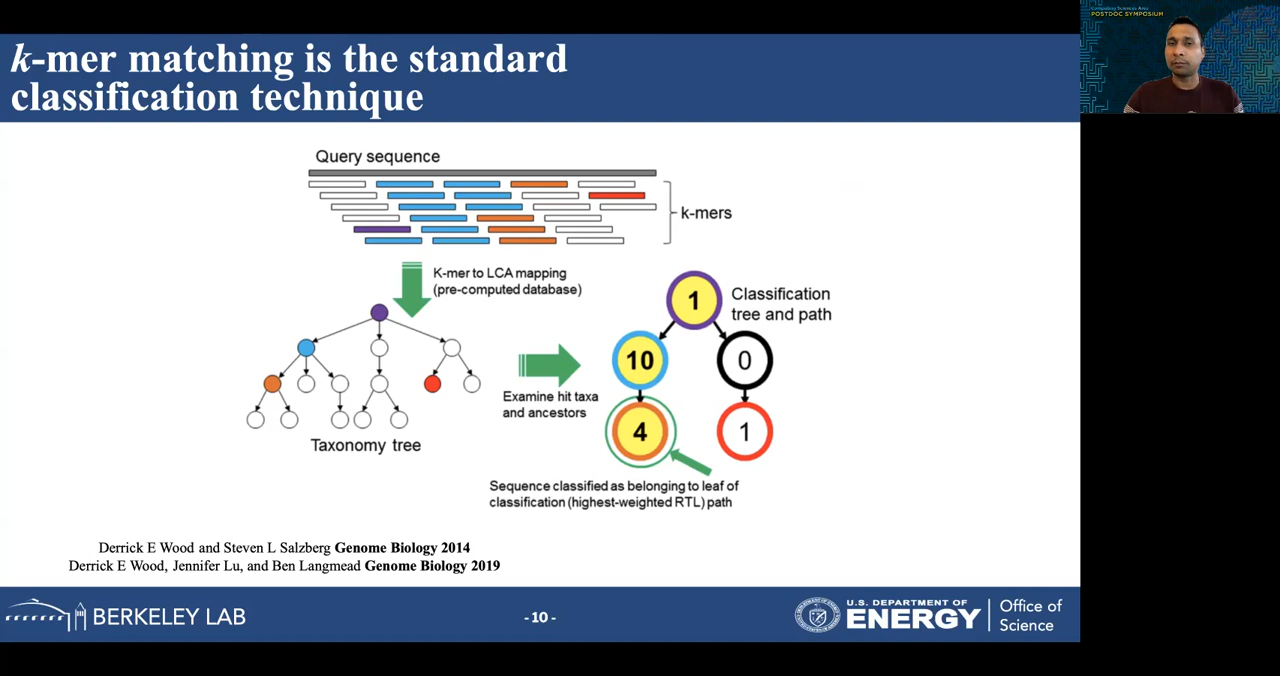 Computing Sciences Area
POSTDOC SYMPOSIUM
k-mer matching is the standard
classification technique
Query sequence
k-mers
K-mer to LCA mapping
(pre-computed database)
Taxonomy tree
Examine hit taxa
and ancestors
1
Classification
tree and path
10
0
4
1
Sequence classified as belonging to leaf of
classification (highest-weighted RTL) path
Derrick E Wood and Steven L Salzberg Genome Biology 2014
Derrick E Wood, Jennifer Lu, and Ben Langmead Genome Biology 2019
BERKELEY LAB
- 10 -
U.S. DEPARTMENT OF
ENERGY
Office of
Science